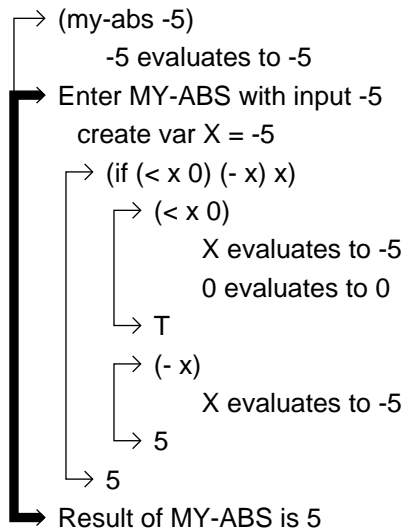 (my-abs -5)
-5 evaluates to -5
Enter MY-ABS with input -5
create var X = -5
(if (< x 0) (- x) x)
(< x 0)
X evaluates to -5
0 evaluates to 0
T
(- x)
X evaluates to -5
5
5
Result of MY-ABS is 5